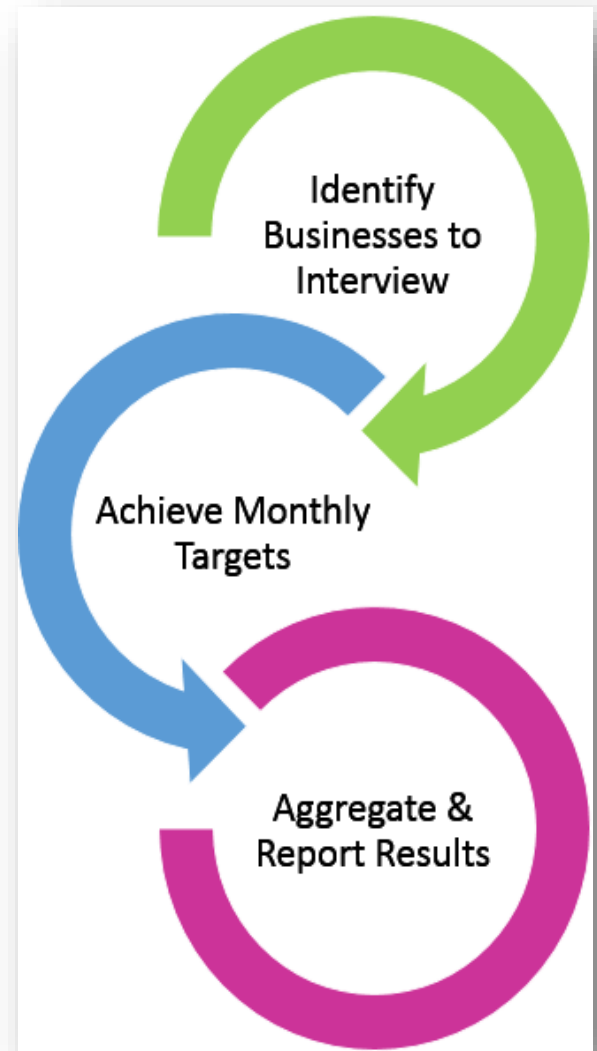 Identify
Businesses to
Interview
Achieve Monthly
Targets
Aggregate &
Report Results